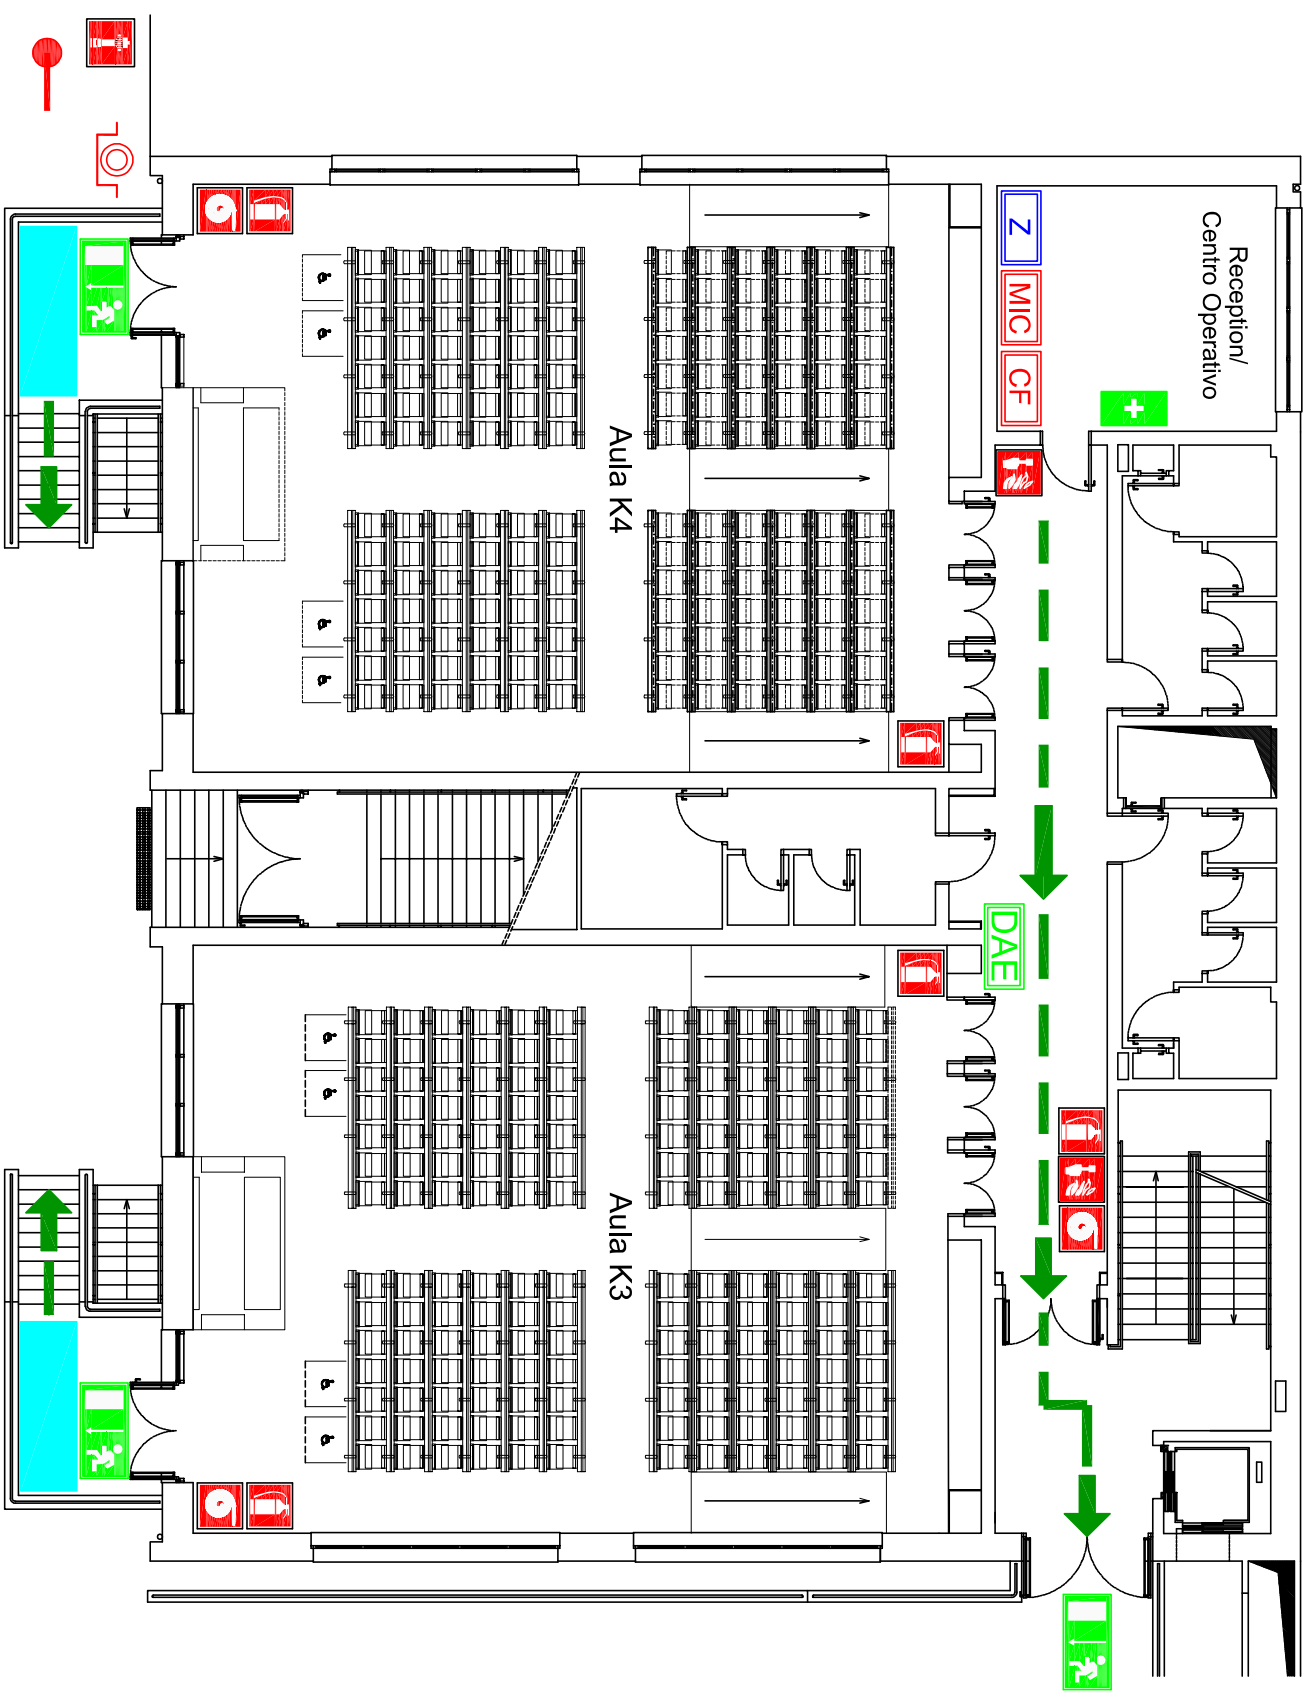 Reception/
Centro Operativo
Z
MIC
CF
Aula K4
DAE
Aula K3